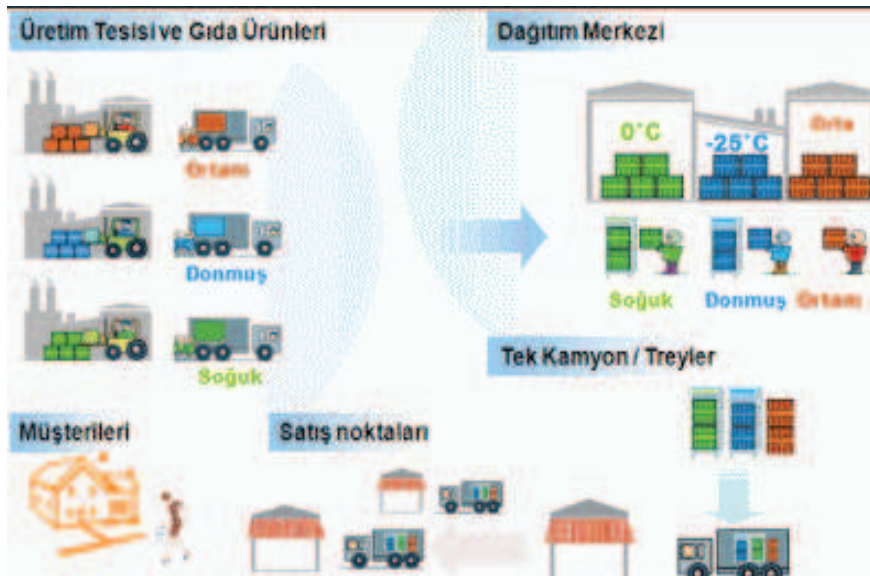 Üretim Tesisi ve Gıda Ürünleri
Dağıtım Merkezi
0°C
-25°C
Orta
Ortam
Donmuş
Soğuk
Soğuk
Donmuş
Ortam
Tek Kamyon / Treyler
Müşterileri
Satış noktaları